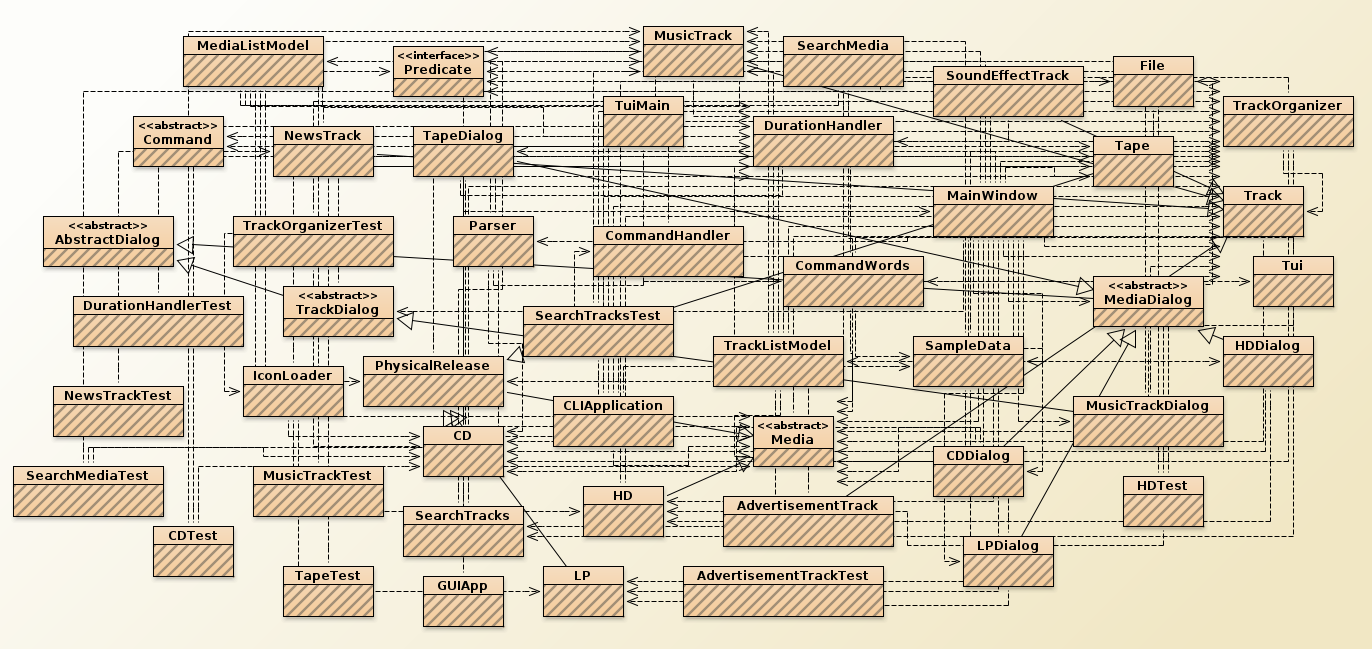 MusicTrack
MediaListModel
SearchMedia
<<interface>>
Predicate
File
SoundEffectTrack
TuiMain
TrackOrganizer
<<abstract>>
Command
NewsTrack
TapeDialog
DurationHandler
Tape
MainWindow
Track
<<abstract>>
AbstractDialog
TrackOrganizerTest
Parser
CommandHandler
CommandWords
Tui
<<abstract>>
MediaDialog
DurationHandlerTest
<<abstract>>
TrackDialog
SearchTracksTest
TrackListModel
SampleData
HDDialog
PhysicalRelease
IconLoader
NewsTrackTest
CLIApplication
MusicTrackDialog
<<abstract>
Media
CD
CDDialog
SearchMediaTest
MusicTrackTest
HDTest
HD
AdvertisementTrack
SearchTracks
CDTest
LPDialog
TapeTest
GUIApp
LP
AdvertisementTrackTest